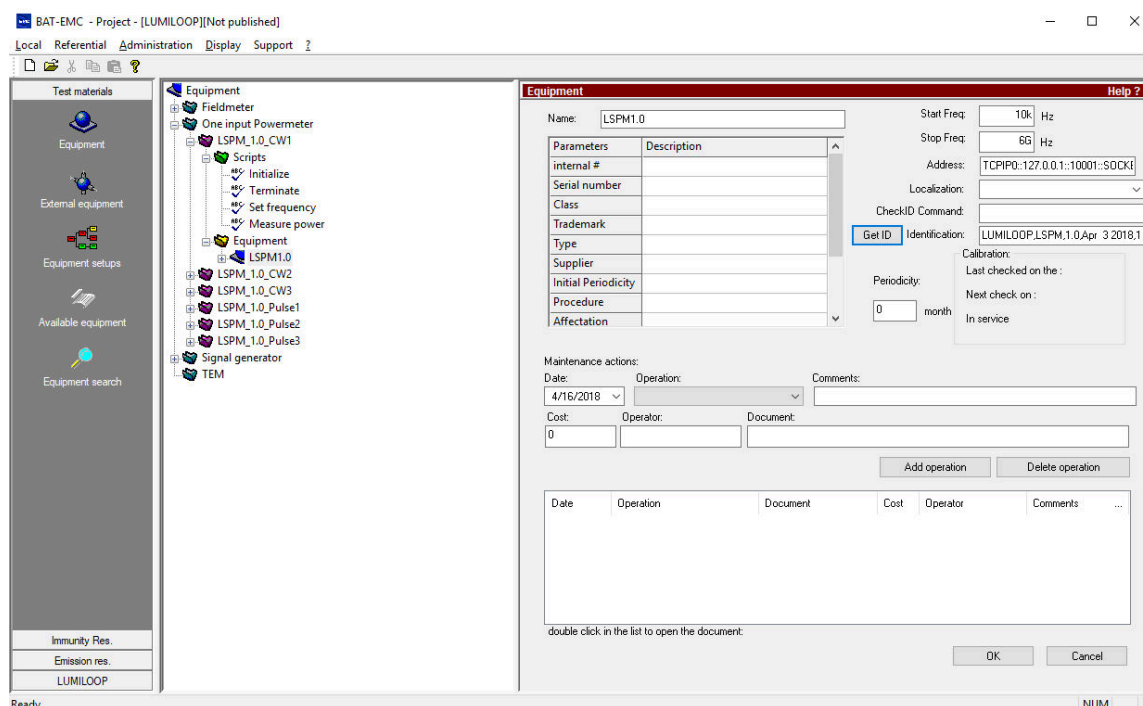 BAT-EMC - Project - [LUMILOOP][Not published]
Local Referential Administration Display Support ?
Test materials
Equipment
External equipment
Equipment setups
Available equipment
Equipment search
Immunity Res.
Emission res.
LUMILOOP
Equipment
Fieldmeter
One input Powermeter
LSPM_1.0_CW1
Scripts
Initialize
Terminate
Set frequency
Measure power
Equipment
LSPM1.0
LSPM_1.0_CW2
LSPM_1.0_CW3
LSPM_1.0_Pulse1
LSPM_1.0_Pulse2
LSPM_1.0_Pulse3
Signal generator
TEM
Equipment Help ?
Name: LSPM1.0
Parameters Description
internal #
Serial number
Class
Trademark
Type
Supplier
Initial Periodicity
Procedure
Affectation
Start Freq: 10k Hz
Stop Freq: 6G Hz
Address: TCPIP0::127.0.0.1::10001::SOCKE
Localization:
CheckID Command:
Get ID Identification: LUMILOOP,LSPM,1.0,Apr 3 2018,1
Periodicity:
0 month
Calibration:
Last checked on the :
Next check on :
In service
Maintenance actions:
Date: Operation: Comments:
4/16/2018
Cost: Operator: Document:
0
Add operation Delete operation
Date Operation Document Cost Operator Comments ...
double click in the list to open the document:
OK Cancel
Ready NUM